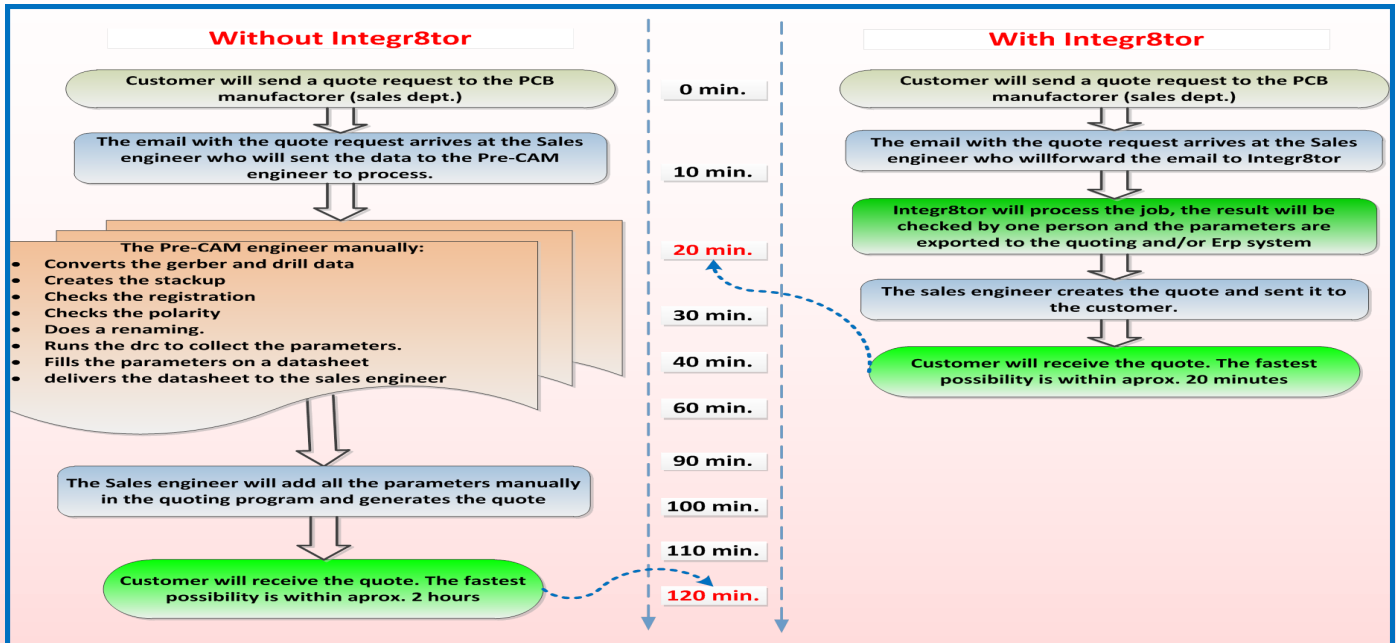 Without Integr8tor
Customer will send a quote request to the PCB
manufactorer (sales dept.)
The email with the quote request arrives at the Sales
engineer who will sent the data to the Pre-CAM
engineer to process.
The Pre-CAM engineer manually:
• Converts the gerber and drill data
• Creates the stackup
• Checks the registration
• Checks the polarity
• Does a renaming.
• Runs the drc to collect the parameters.
• Fills the parameters on a datasheet
• delivers the datasheet to the sales engineer
The Sales engineer will add all the parameters manually
in the quoting program and generates the quote
Customer will receive the quote. The fastest
possibility is within aprox. 2 hours
0 min.
10 min.
20 min.
30 min.
40 min.
60 min.
90 min.
100 min.
110 min.
120 min.
With Integr8tor
Customer will send a quote request to the PCB
manufactorer (sales dept.)
The email with the quote request arrives at the Sales
engineer who willforward the email to Integr8tor
Integr8tor will process the job, the result will be
checked by one person and the parameters are
exported to the quoting and/or Erp system
The sales engineer creates the quote and sent it to
the customer.
Customer will receive the quote. The fastest
possibility is within aprox. 20 minutes